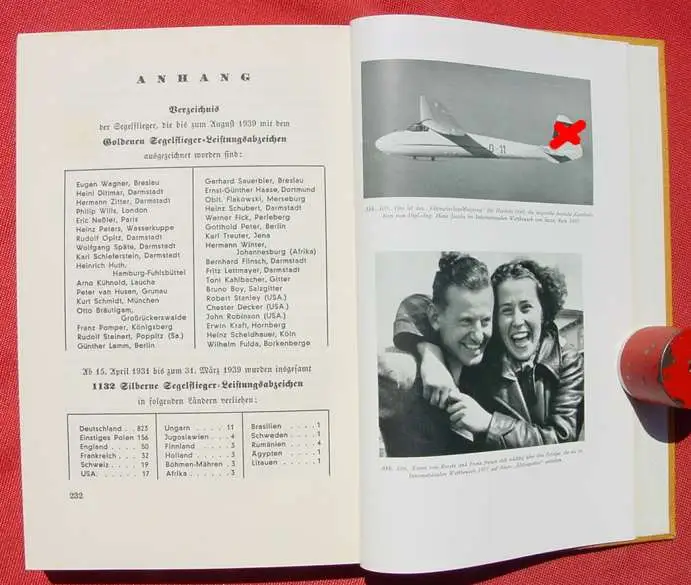 ANHANG
Verzeichnis
der Segelflieger, die bis zum August 1939 mit dem
Goldenen Segelflieger-Leistungsabzeichen
ausgezeichnet worden sind:
Eugen Wagner, Breslau
Heini Dittmar, Darmstadt
Hermann Zitter, Darmstadt
Philip Wills, London
Eric Neßler, Paris
Heinz Peters, Wasserkuppe
Rudolf Opitz, Darmstadt
Wolfgang Späte, Darmstadt
Karl Schieferstein, Darmstadt
Heinrich Huth,
Hamburg-Fuhlsbüttel
Arno Kühnold, Laucha
Peter van Husen, Grunau
Kurt Schmidt, München
Otto Bräutigam,
Großrückerswalde
Franz Pomper, Königsberg
Rudolf Steinert, Poppitz (Sa.)
Günther Lemm, Berlin
Gerhard Sauerbier, Breslau
Ernst-Günther Haase, Dortmund
Oblt. Flakowski, Merseburg
Heinz Schubert, Darmstadt
Werner Fick, Perleberg
Gotthold Peter, Berlin
Karl Treuter, Jena
Hermann Winter,
Johannesburg (Afrika)
Bernhard Flinsch, Darmstadt
Fritz Lettmayer, Darmstadt
Toni Kahlbacher, Gitter
Bruno Boy, Salzgitter
Robert Stanley (USA.)
Chester Decker (USA.)
John Robinson (USA.)
Erwin Kraft, Hornberg
Heinz Scheidhauer, Köln
Wilhelm Fulda, Borkenberge
Ab 15. April 1931 bis zum 31. März 1939 wurden insgesamt
1132 Silberne Segelflieger-Leistungsabzeichen
in folgenden Ländern verliehen:
Deutschland . . 823
Einstiges Polen 156
England . . . . 50
Frankreich . . . 32
Schweiz . . . . 19
USA. . . . . . 17
Ungarn . . . . 11
Jugoslawien . . . 4
Finnland . . . . 3
Holland . . . . 3
Böhmen-Mähren . 3
Afrika . . . . . 3
Brasilien . . . . 1
Schweden . . . . 1
Rumänien . . . . 4
Ägypten . . . . 1
Litauen . . . . 1
232
D-11